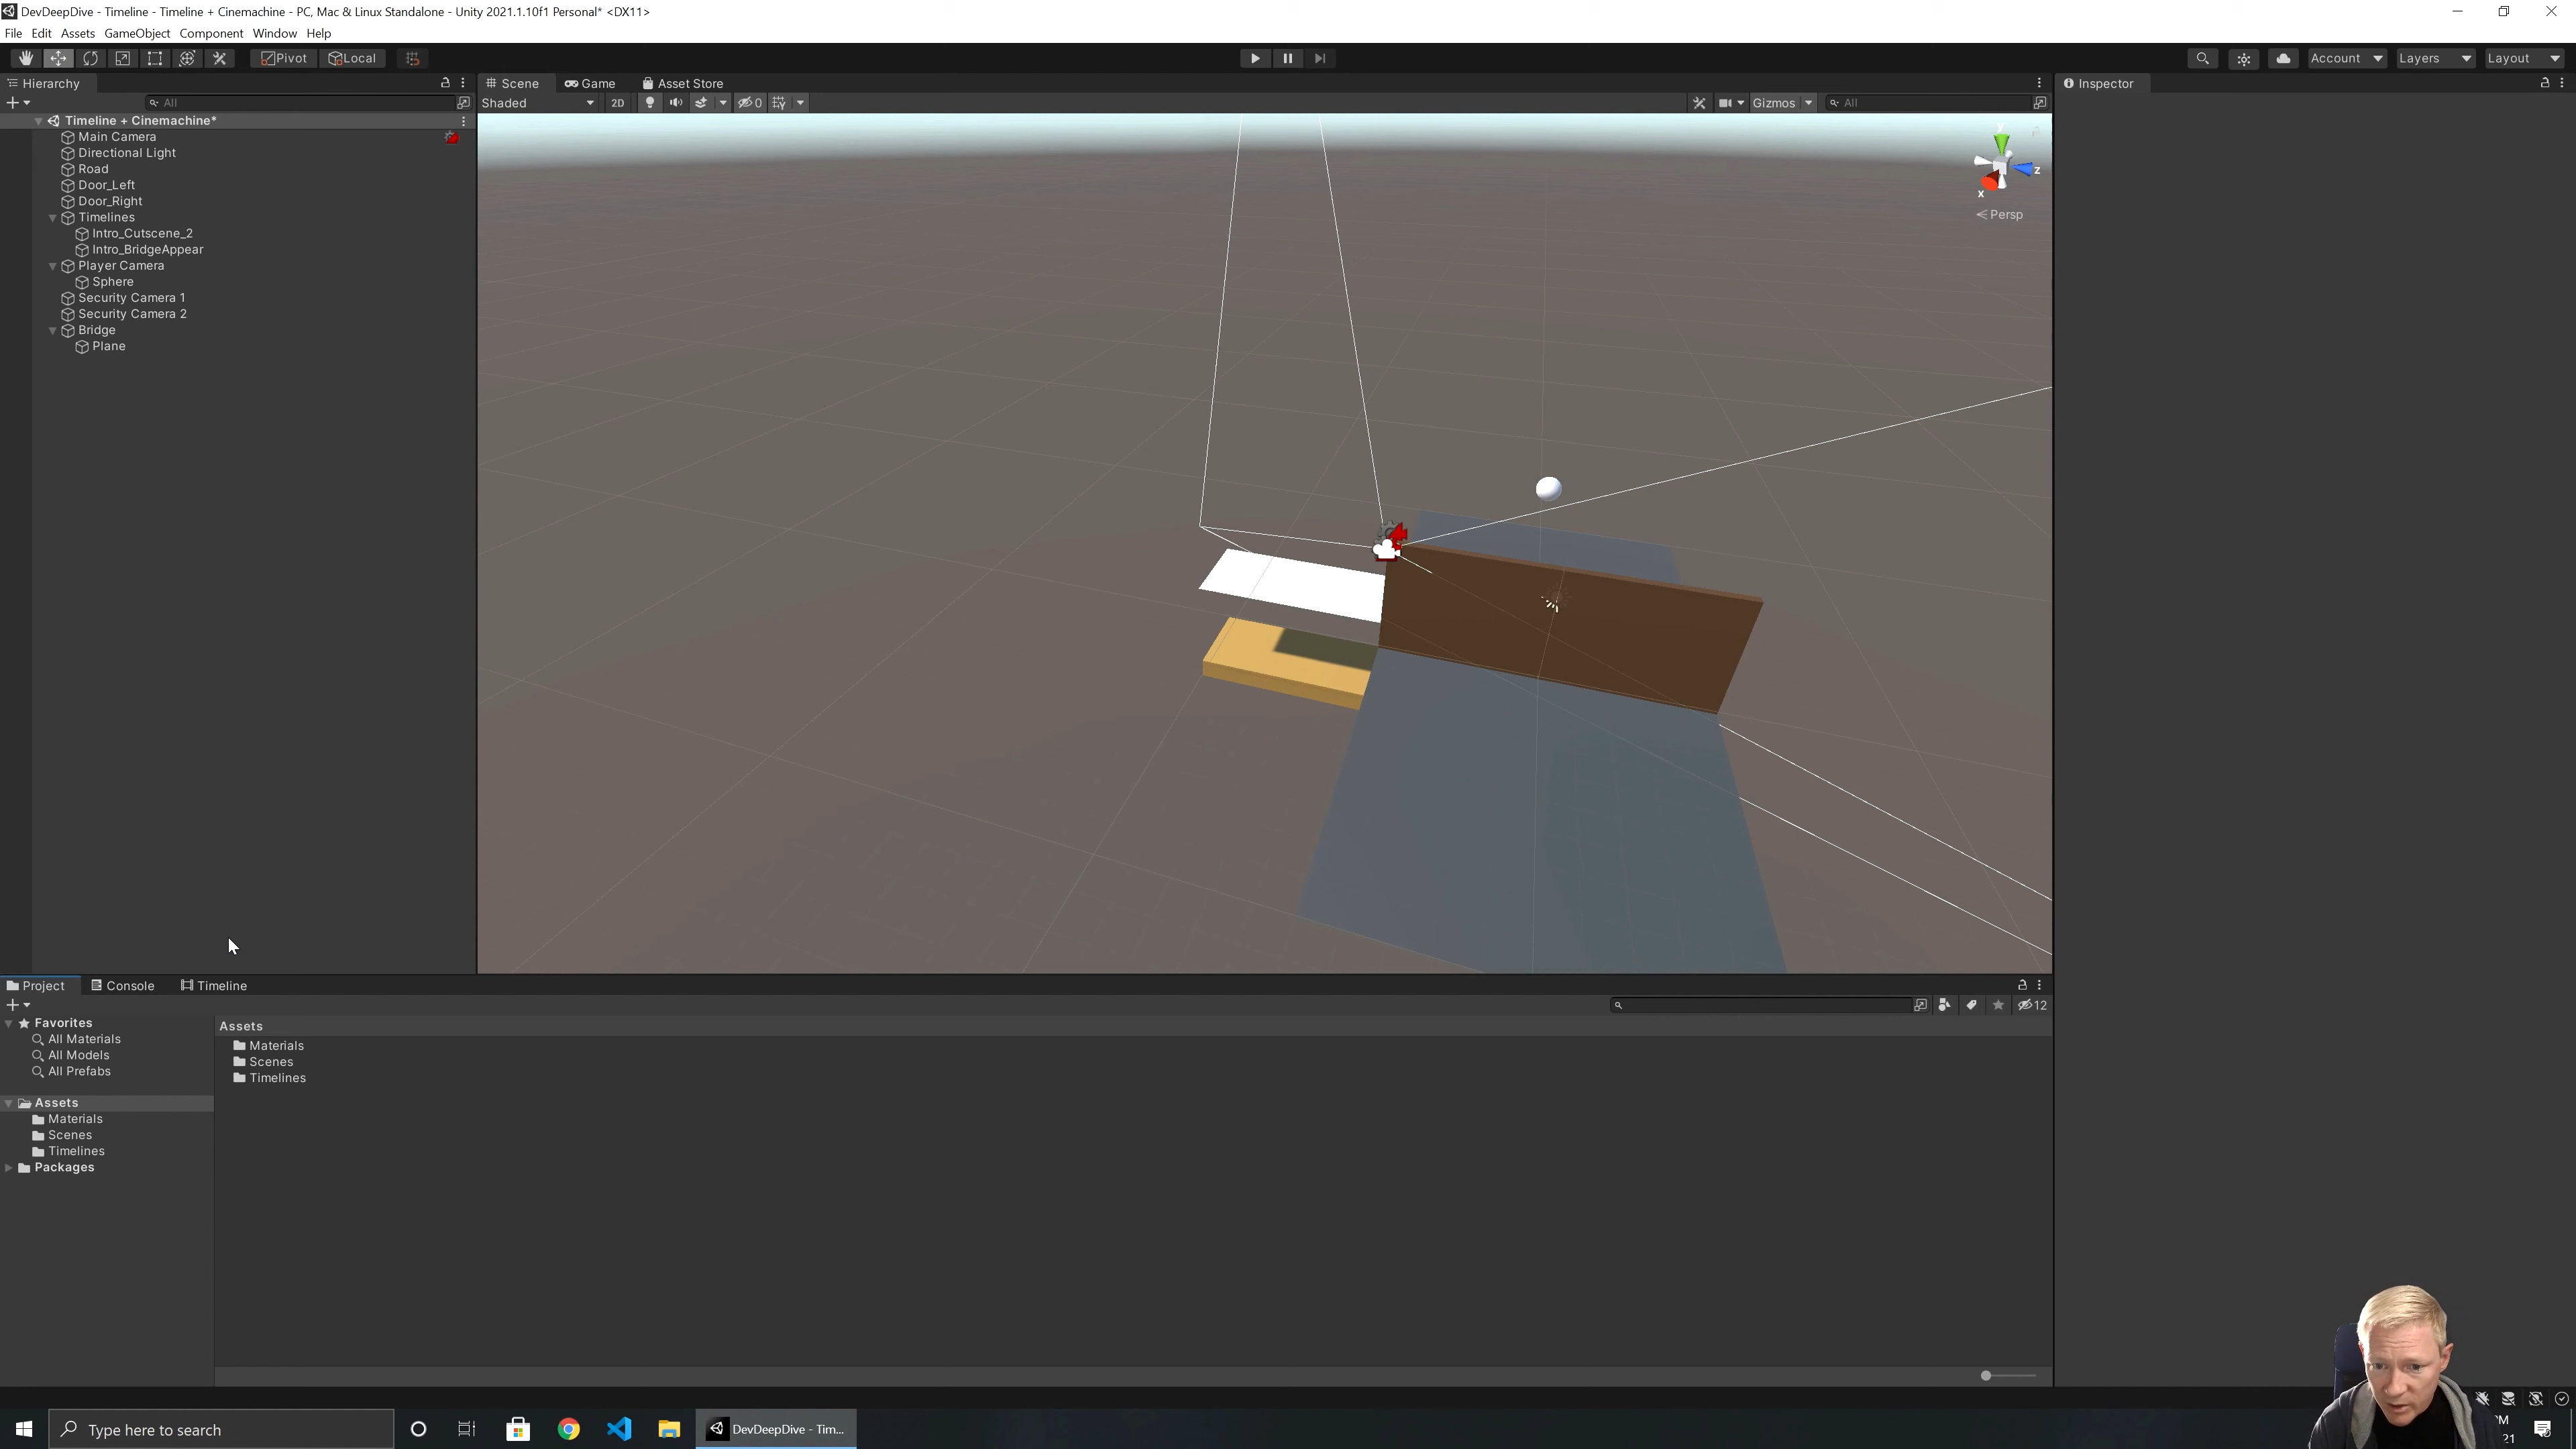 DevDeepDive - Timeline - Timeline + Cinemachine - PC, Mac & Linux Standalone - Unity 2021.1.10f1 Personal* <DX11>
File Edit Assets GameObject Component Window Help
Pivot Local
Account Layers Layout
Hierarchy
All
Timeline + Cinemachine*
Main Camera
Directional Light
Road
Door_Left
Door_Right
Timelines
Intro_Cutscene_2
Intro_BridgeAppear
Player Camera
Sphere
Security Camera 1
Security Camera 2
Bridge
Plane
Scene Game Asset Store
Shaded 2D 0 Gizmos All
y
z
x
Persp
Inspector
Project Console Timeline
12
Favorites
All Materials
All Models
All Prefabs
Assets
Materials
Scenes
Timelines
Packages
Assets
Materials
Scenes
Timelines
Type here to search
DevDeepDive - Tim...
21